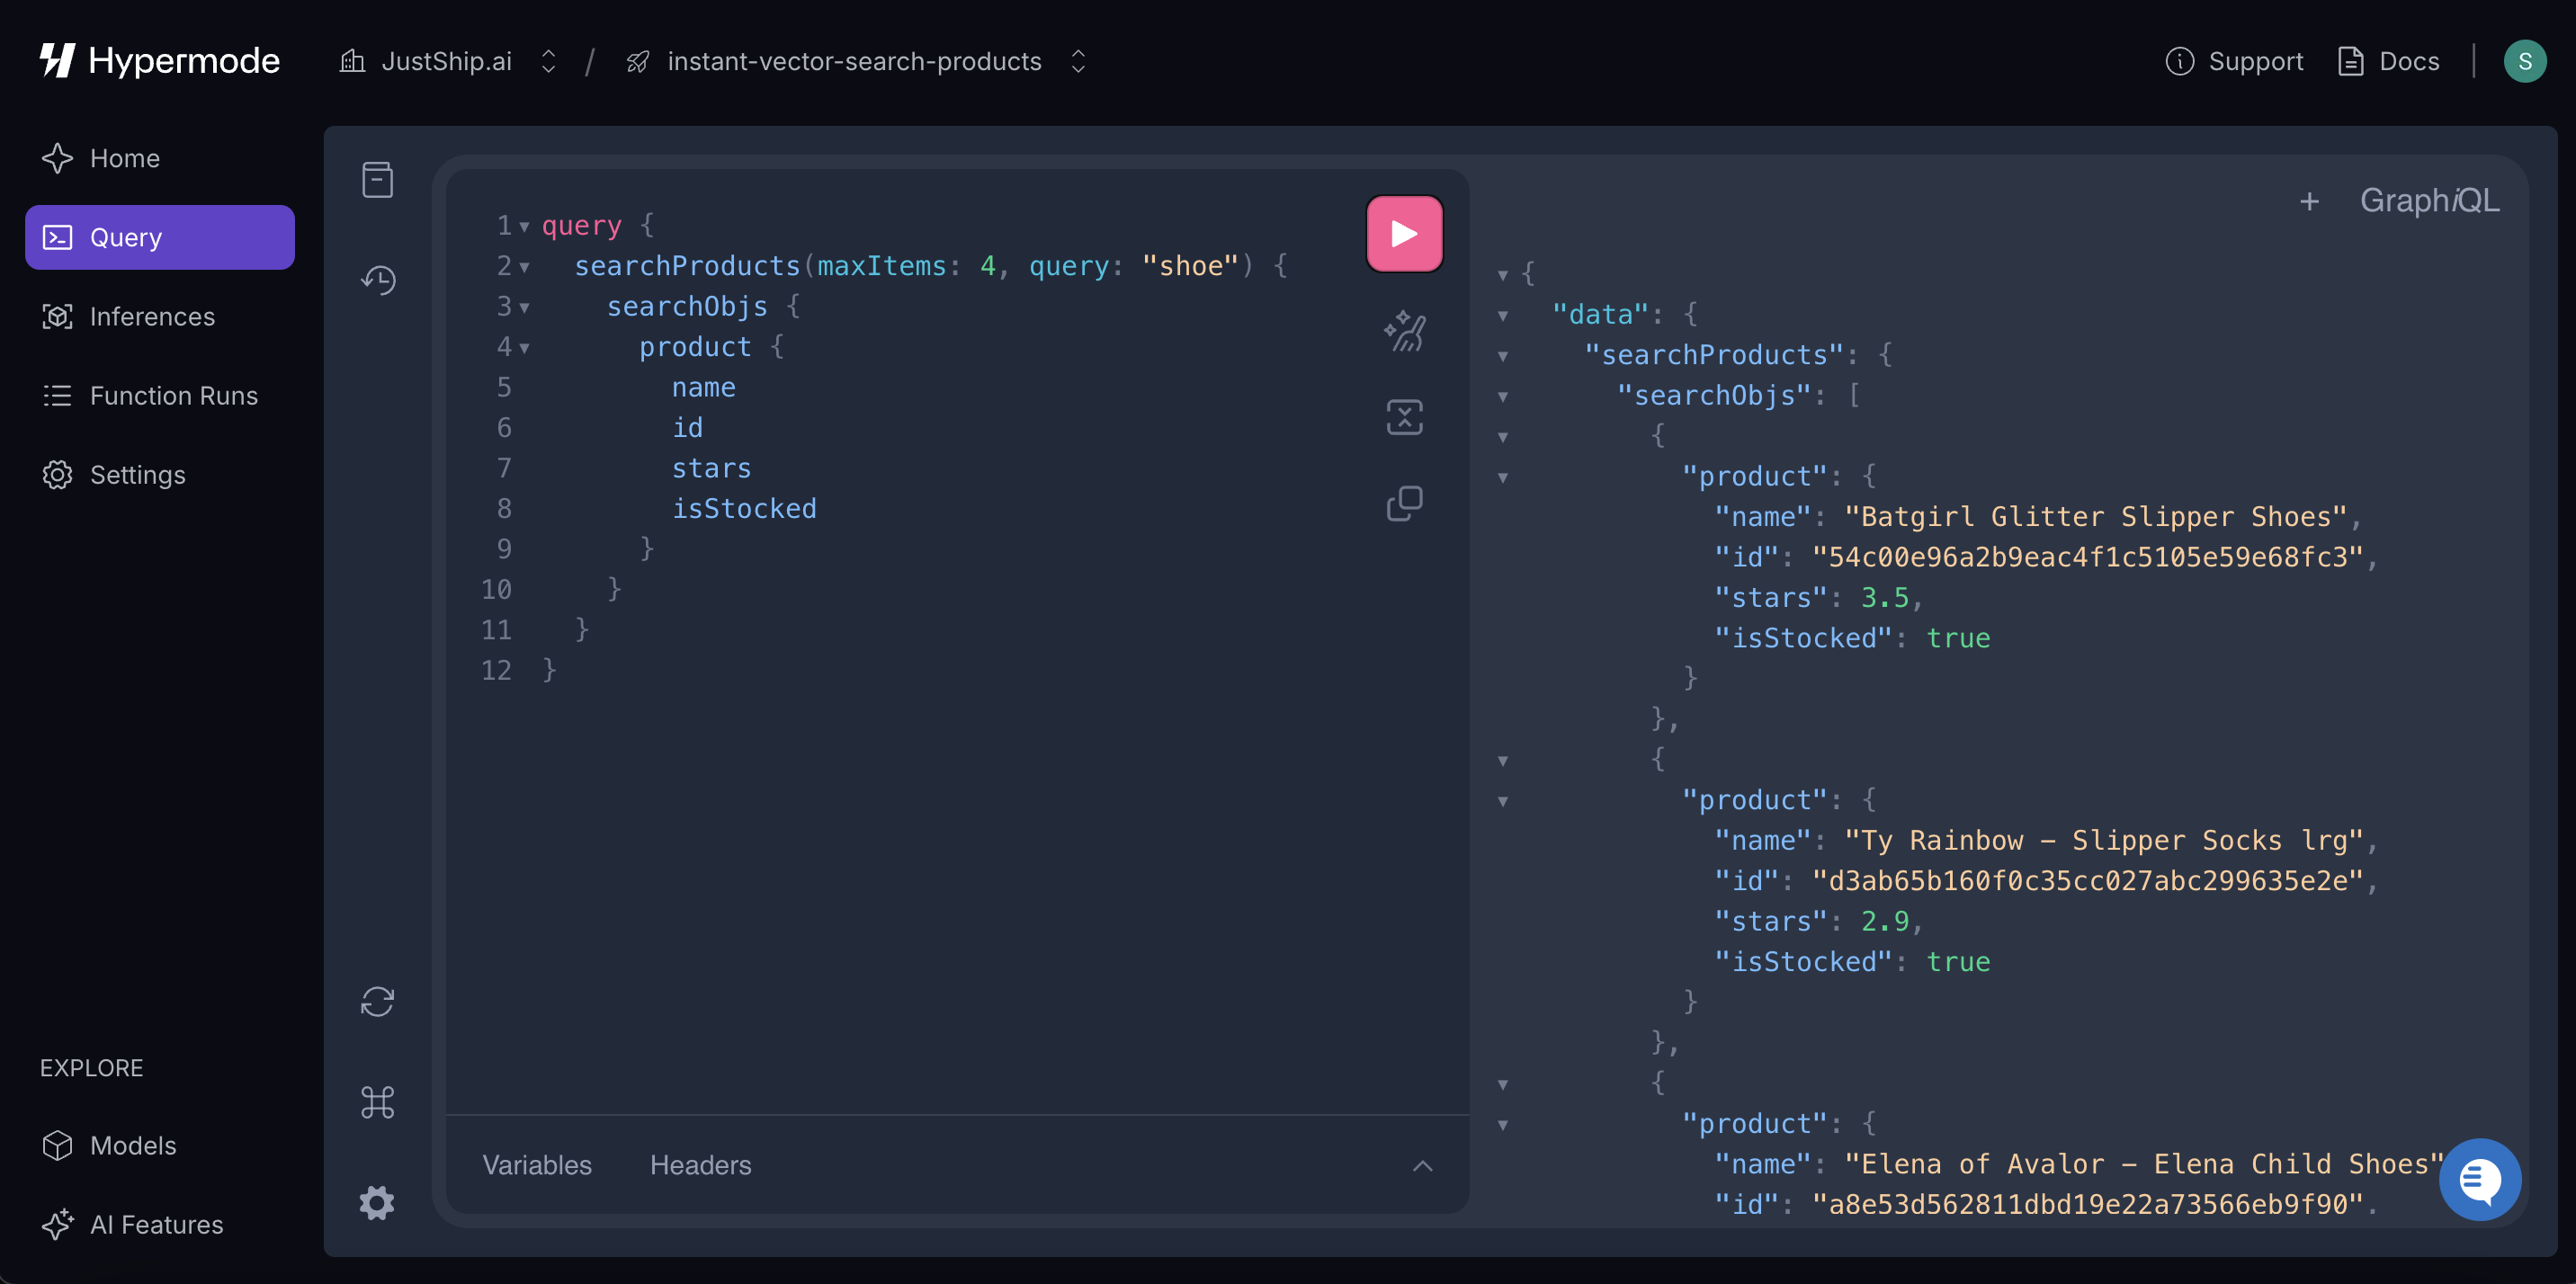 Hypermode
JustShip.ai / instant-vector-search-products
Support
Docs
S
Home
Query
Inferences
Function Runs
Settings
EXPLORE
Models
AI Features
1 query {
2 searchProducts(maxItems: 4, query: "shoe") {
3 searchObjs {
4 product {
5 name
6 id
7 stars
8 isStocked
9 }
10 }
11 }
12 }
Variables
Headers
+ GraphiQL
{
"data": {
"searchProducts": {
"searchObjs": [
{
"product": {
"name": "Batgirl Glitter Slipper Shoes",
"id": "54c00e96a2b9eac4f1c5105e59e68fc3",
"stars": 3.5,
"isStocked": true
}
},
{
"product": {
"name": "Ty Rainbow – Slipper Socks lrg",
"id": "d3ab65b160f0c35cc027abc299635e2e",
"stars": 2.9,
"isStocked": true
}
},
{
"product": {
"name": "Elena of Avalor – Elena Child Shoes"
"id": "a8e53d562811dbd19e22a73566eb9f90",